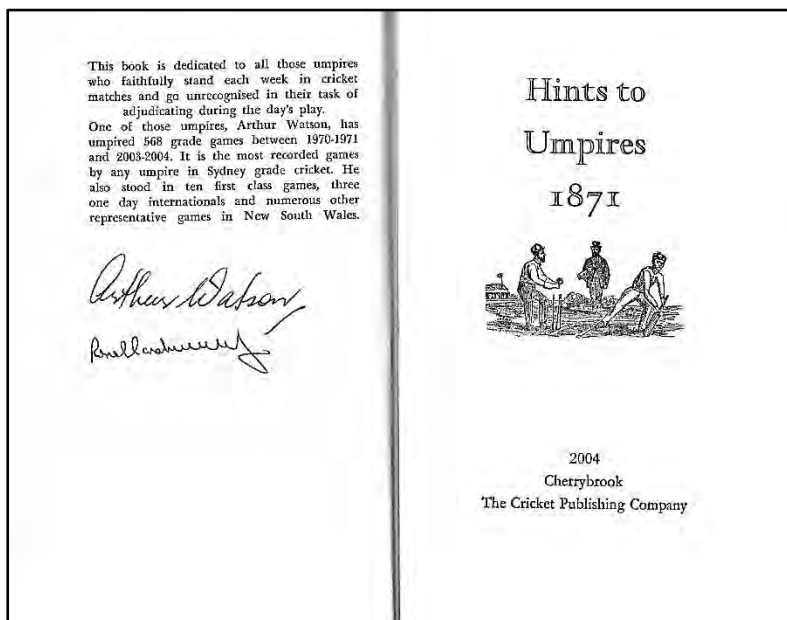 This book is dedicated to all those umpires
who faithfully stand each week in cricket
matches and go unrecognised in their task of
adjudicating during the day's play.
One of those umpires, Arthur Watson, has
umpired 568 grade games between 1970-1971
and 2003-2004. It is the most recorded games
by any umpire in Sydney grade cricket. He
also stood in ten first class games, three
one day internationals and numerous other
representative games in New South Wales.
Arthur Watson
Hints to
Umpires
1871
2004
Cherrybrook
The Cricket Publishing Company